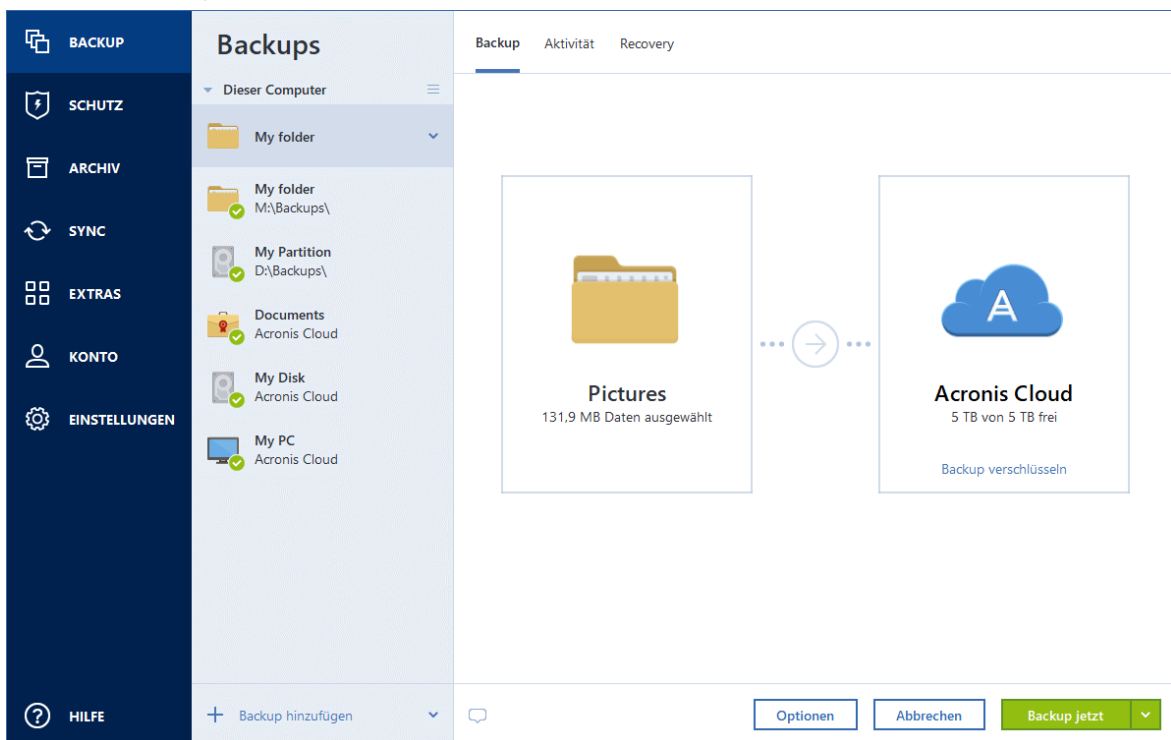 BACKUP
SCHUTZ
ARCHIV
SYNC
EXTRAS
KONTO
EINSTELLUNGEN
HILFE
Backups
Dieser Computer
My folder
My folder
M:\Backups\
My Partition
D:\Backups\
Documents
Acronis Cloud
My Disk
Acronis Cloud
My PC
Acronis Cloud
Backup hinzufügen
Backup Aktivität Recovery
Pictures
131,9 MB Daten ausgewählt
A
Acronis Cloud
5 TB von 5 TB frei
Backup verschlüsseln
Optionen Abbrechen Backup jetzt